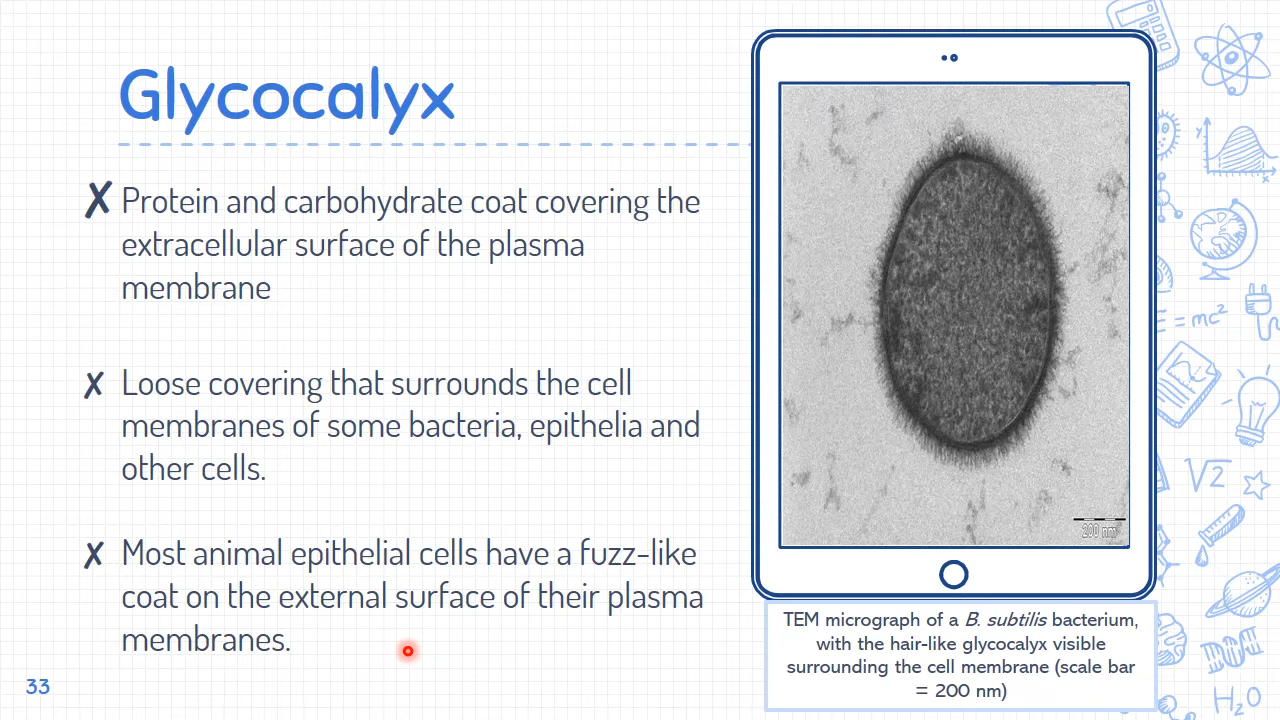 Glycocalyx
✗ Protein and carbohydrate coat covering the
extracellular surface of the plasma
membrane
✗ Loose covering that surrounds the cell
membranes of some bacteria, epithelia and
other cells.
✗ Most animal epithelial cells have a fuzz-like
coat on the external surface of their plasma
membranes.
33
200 nm
TEM micrograph of a B. subtilis bacterium,
with the hair-like glycocalyx visible
surrounding the cell membrane (scale bar
= 200 nm)
y
x
= mc²
√2
H₂O